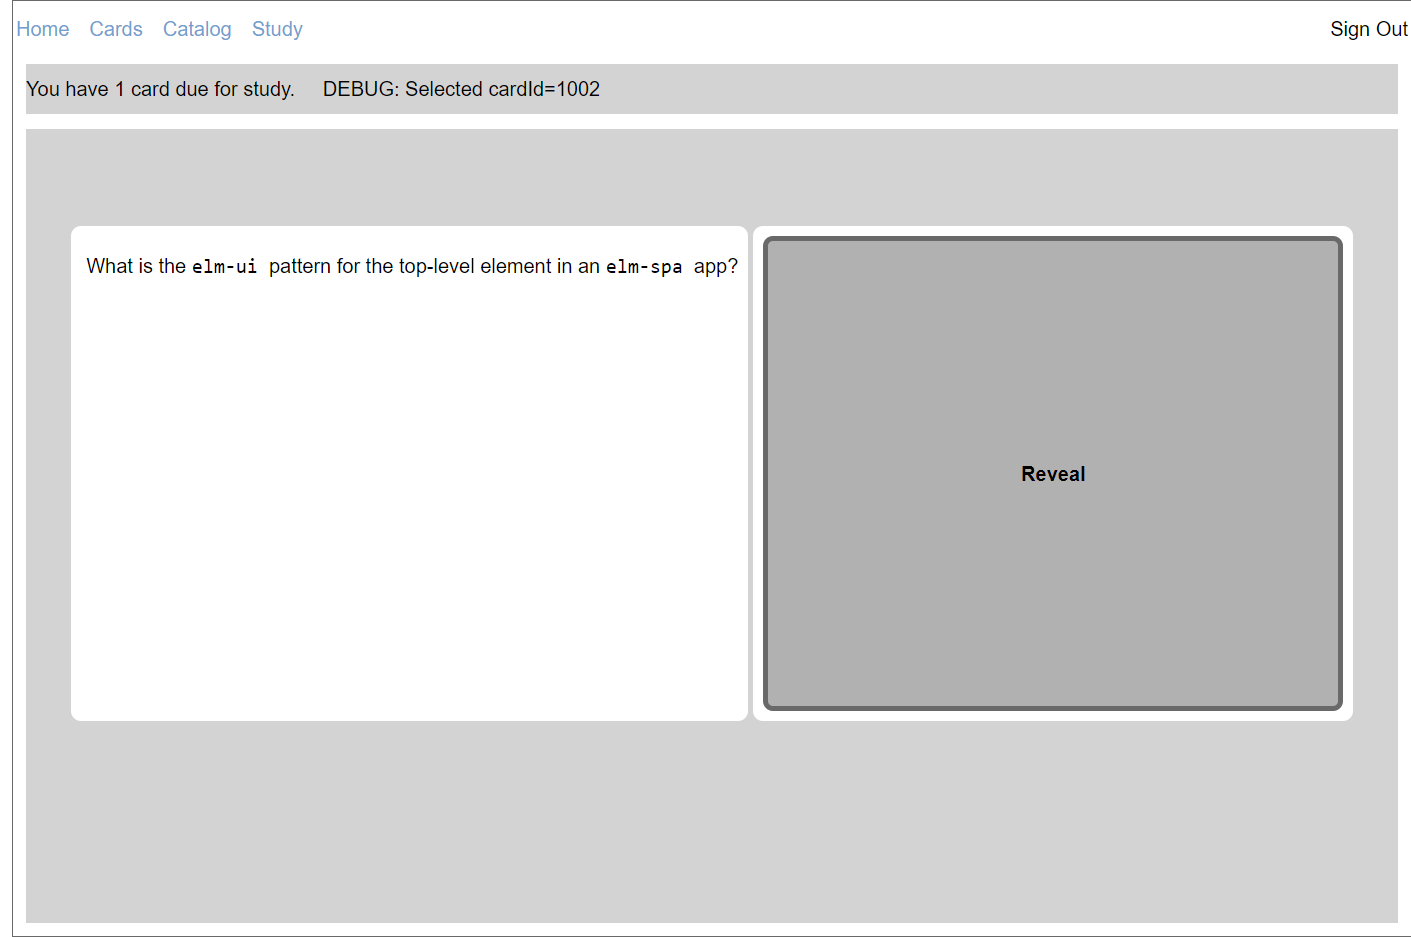 Home Cards Catalog Study Sign Out
You have 1 card due for study. DEBUG: Selected cardId=1002
What is the elm-ui pattern for the top-level element in an elm-spa app?
Reveal